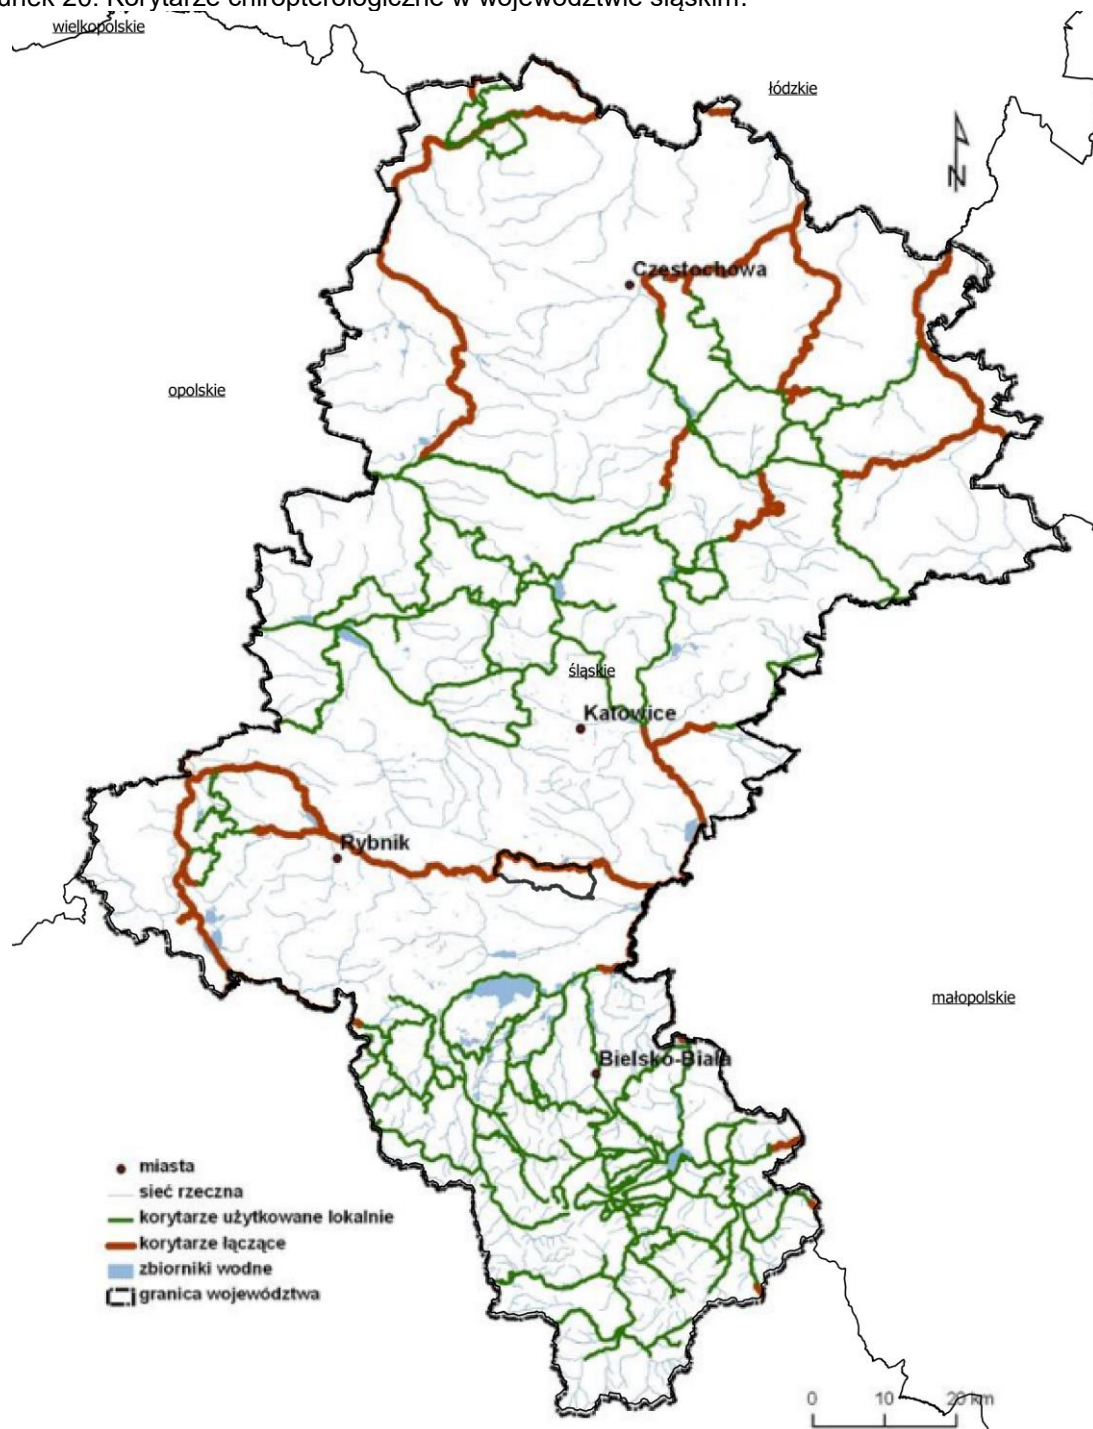 Korytarze chiropterologiczne w województwie śląskim.
wielkopolskie
łódzkie
N
Częstochowa
opolskie
śląskie
Katowice
Rybnik
małopolskie
Bielsko-Biała
miasta
sieć rzeczna
korytarze użytkowane lokalnie
korytarze łączące
zbiorniki wodne
granica województwa
0 10 20 km